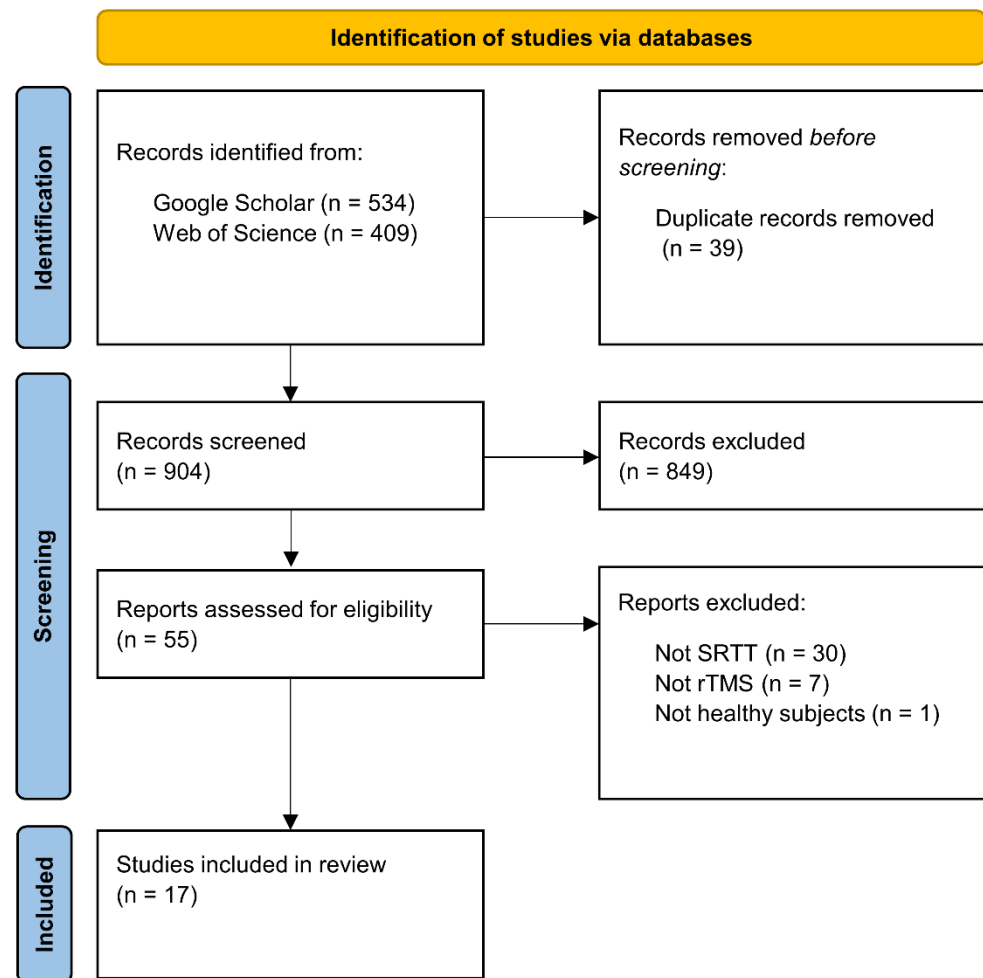 Identification of studies via databases
Identification
Records identified from:
Google Scholar (n = 534)
Web of Science (n = 409)
Records removed before
screening:
Duplicate records removed
(n = 39)
Screening
Records screened
(n = 904)
Records excluded
(n = 849)
Reports assessed for eligibility
(n = 55)
Reports excluded:
Not SRTT (n = 30)
Not rTMS (n = 7)
Not healthy subjects (n = 1)
Included
Studies included in review
(n = 17)